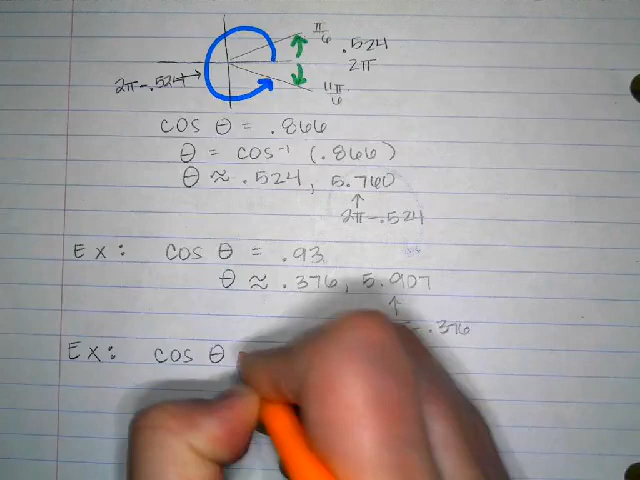 π/6
.524
2π
2π-.524→
11π/6
cos θ = .866
θ = cos⁻¹ (.866)
θ ≈ .524, 5.760
↑
2π-.524
Ex: cos θ = .93
θ ≈ .376, 5.907
↑
-.376
Ex: cos θ